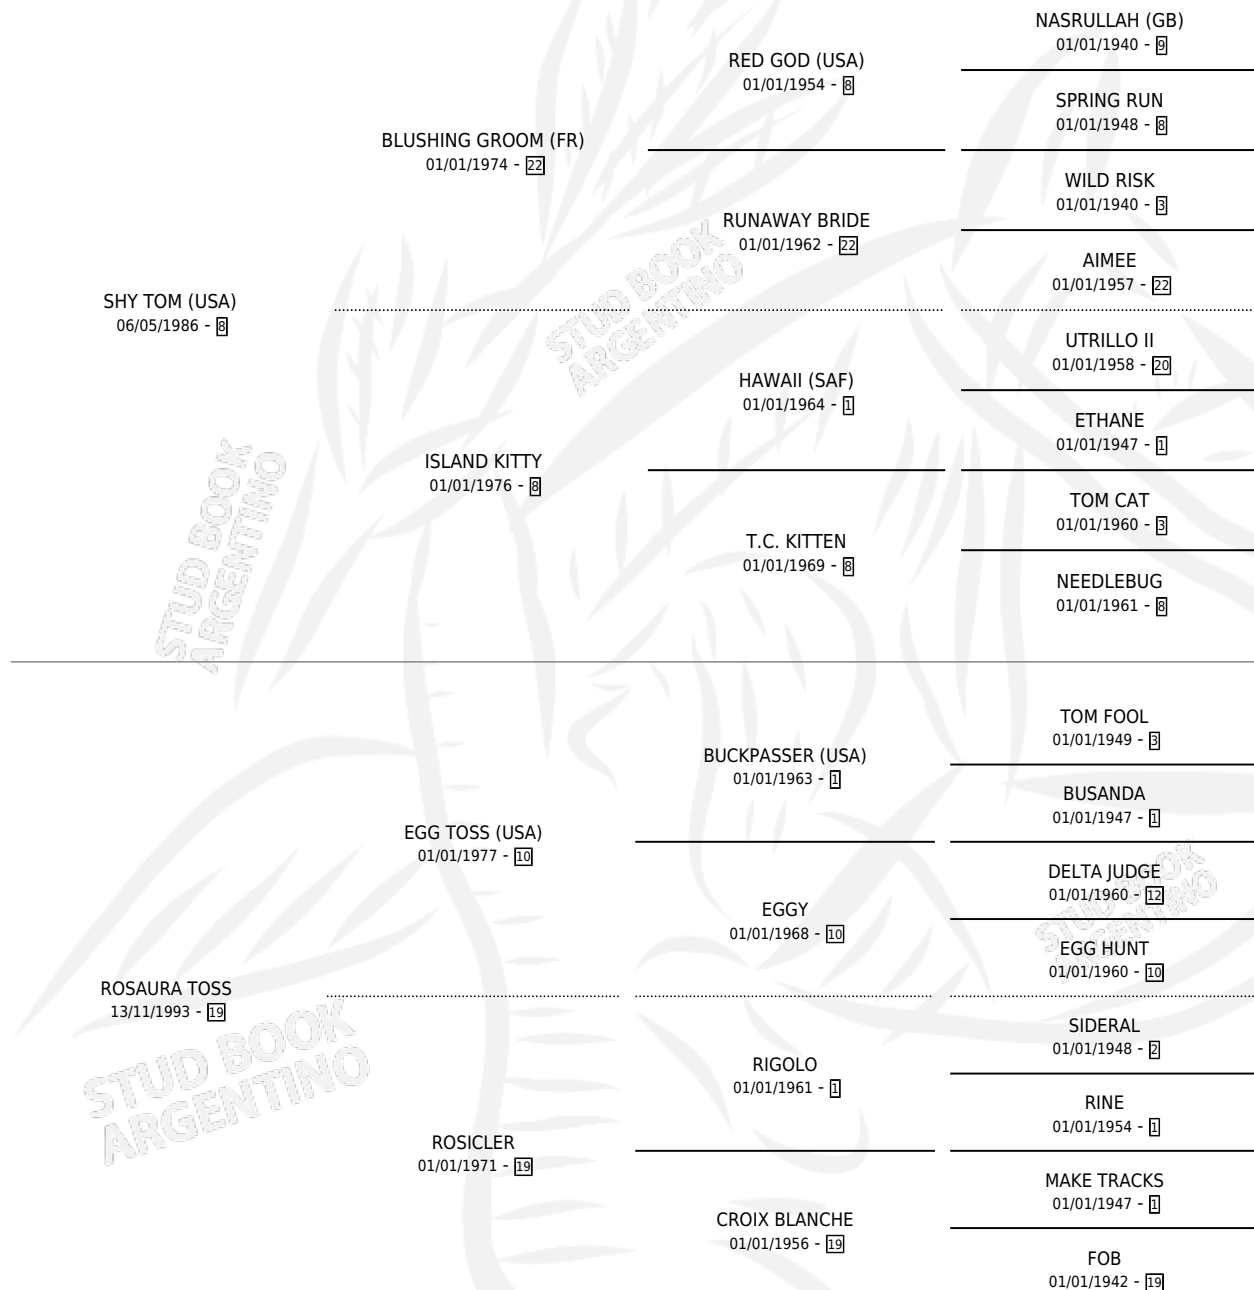 NASRULLAH (GB)
01/01/1940 - 9
RED GOD (USA)
01/01/1954 - 8
SPRING RUN
01/01/1948 - 8
BLUSHING GROOM (FR)
01/01/1974 - 22
WILD RISK
01/01/1940 - 3
RUNAWAY BRIDE
01/01/1962 - 22
AIMEE
01/01/1957 - 22
SHY TOM (USA)
06/05/1986 - 8
STUD BOOK
ARGENTINO
UTRILLO II
01/01/1958 - 20
HAWAII (SAF)
01/01/1964 - 1
ETHANE
01/01/1947 - 1
ISLAND KITTY
01/01/1976 - 8
STUD BOOK
ARGENTINO
TOM CAT
01/01/1960 - 3
T.C. KITTEN
01/01/1969 - 8
NEEDLEBUG
01/01/1961 - 8
TOM FOOL
01/01/1949 - 3
BUCKPASSER (USA)
01/01/1963 - 1
BUSANDA
01/01/1947 - 1
EGG TOSS (USA)
01/01/1977 - 10
DELTA JUDGE
01/01/1960 - 12
STUD BOOK
ARGENTINO
EGGY
01/01/1968 - 10
EGG HUNT
01/01/1960 - 10
ROSAURA TOSS
13/11/1993 - 19
STUD BOOK
ARGENTINO
SIDERAL
01/01/1948 - 2
RIGOLO
01/01/1961 - 1
RINE
01/01/1954 - 1
ROSICLER
01/01/1971 - 19
MAKE TRACKS
01/01/1947 - 1
CROIX BLANCHE
01/01/1956 - 19
FOB
01/01/1942 - 19